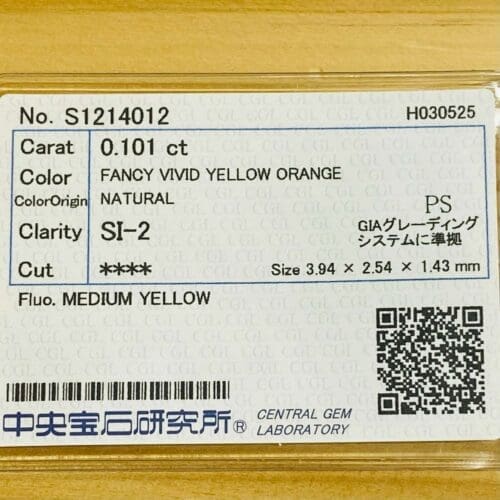 No. S1214012 H030525
Carat 0.101 ct
Color FANCY VIVID YELLOW ORANGE
ColorOrigin NATURAL
PS
Clarity SI-2 GIAグレーディング
システムに準拠
Cut **** Size 3.94 × 2.54 × 1.43 mm
Fluo. MEDIUM YELLOW
中央宝石研究所® CENTRAL GEM
LABORATORY